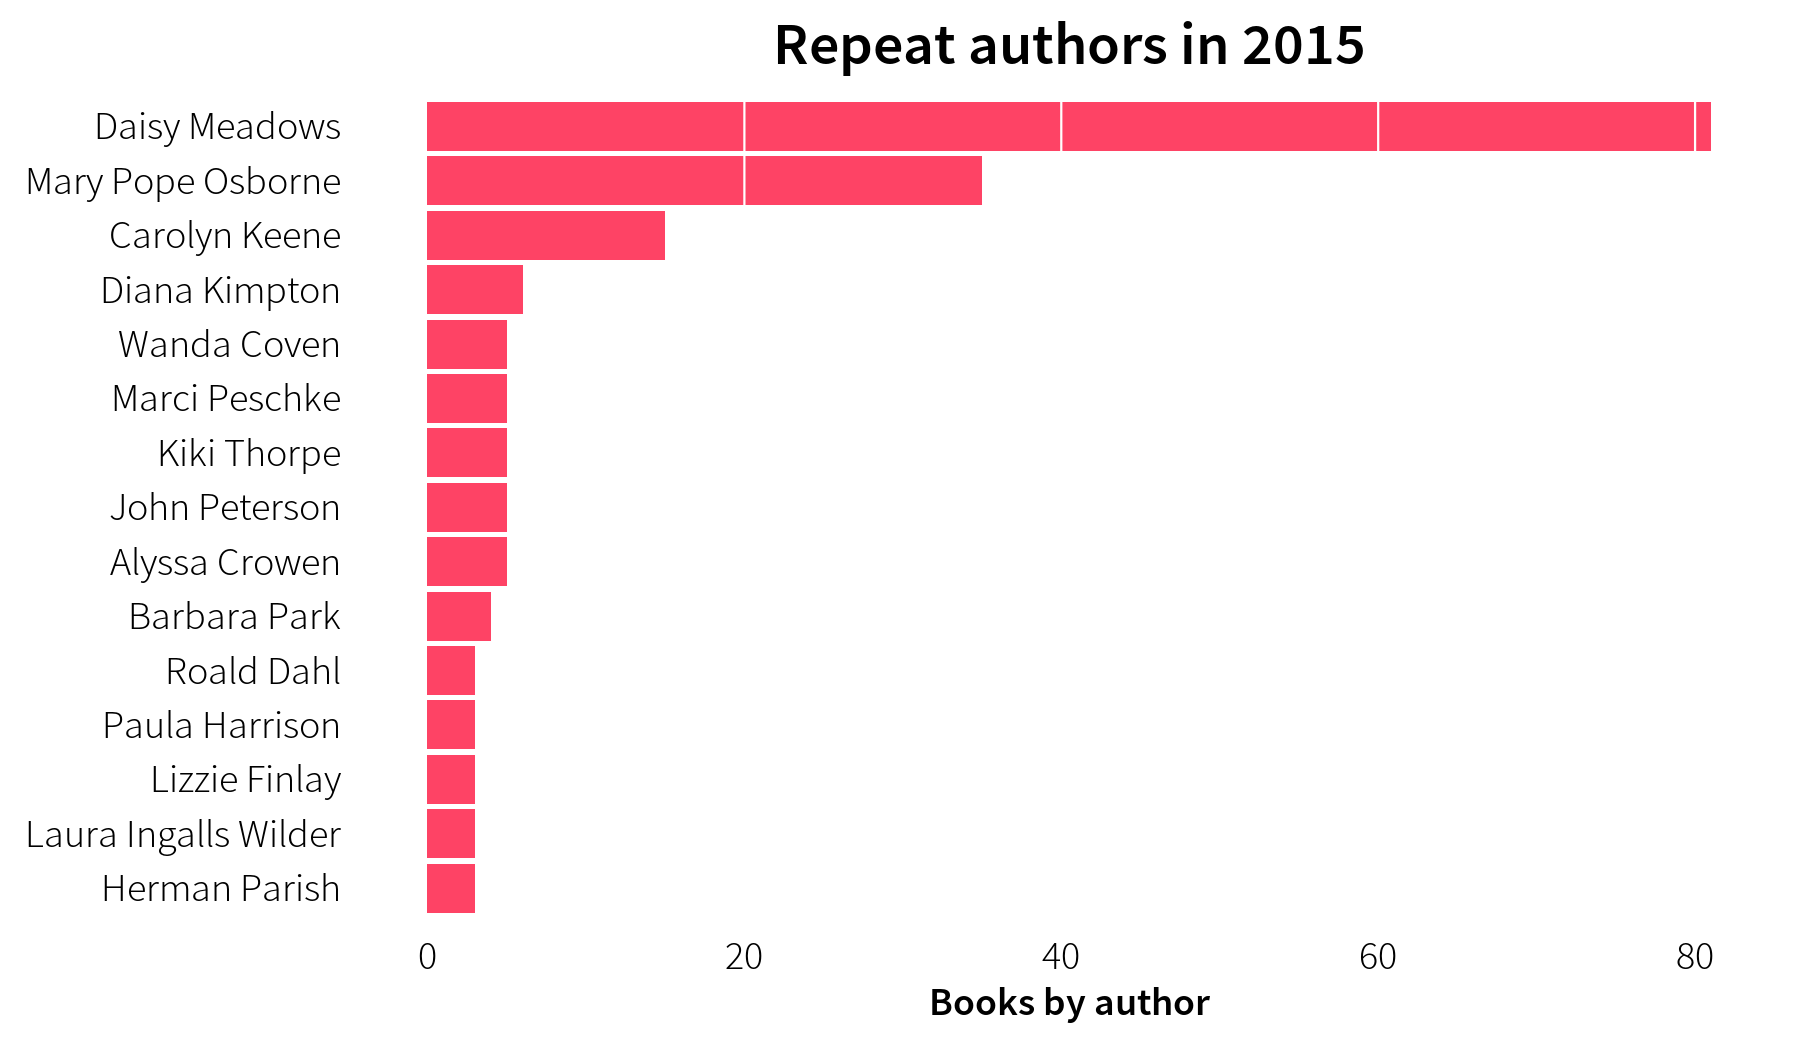 Repeat authors in 2015
Daisy Meadows
Mary Pope Osborne
Carolyn Keene
Diana Kimpton
Wanda Coven
Marci Peschke
Kiki Thorpe
John Peterson
Alyssa Crowen
Barbara Park
Roald Dahl
Paula Harrison
Lizzie Finlay
Laura Ingalls Wilder
Herman Parish
0 20 40 60 80
Books by author